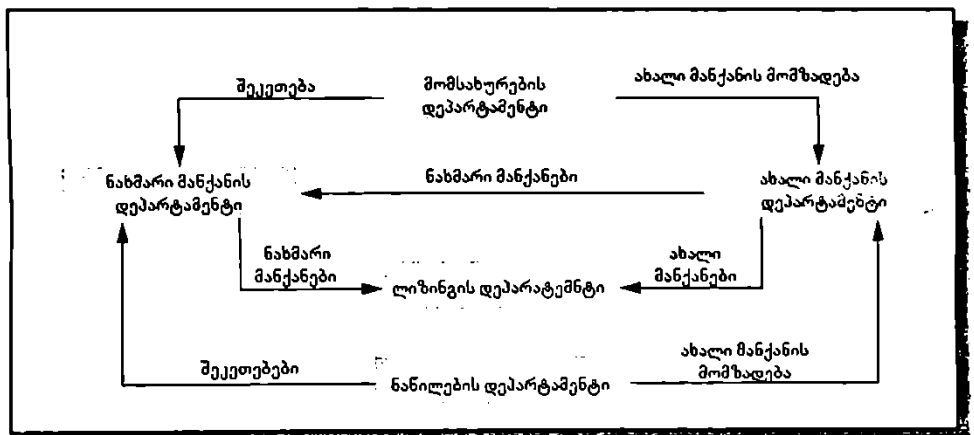 შეკეთება
მომსახურების
დეპარტამენტი
ახალი მანქანის მომზადება
ნახმარი მანქანის
დეპარტამენტი
ნახმარი მანქანები
ახალი მანქანის
დეპარტამენტი
ნახმარი
მანქანები
ახალი
მანქანები
ლიზინგის დეპარატემნტი
შეკეთებები
ნაწილების დეპარტამენტი
ახალი მანქანის
მომზადება